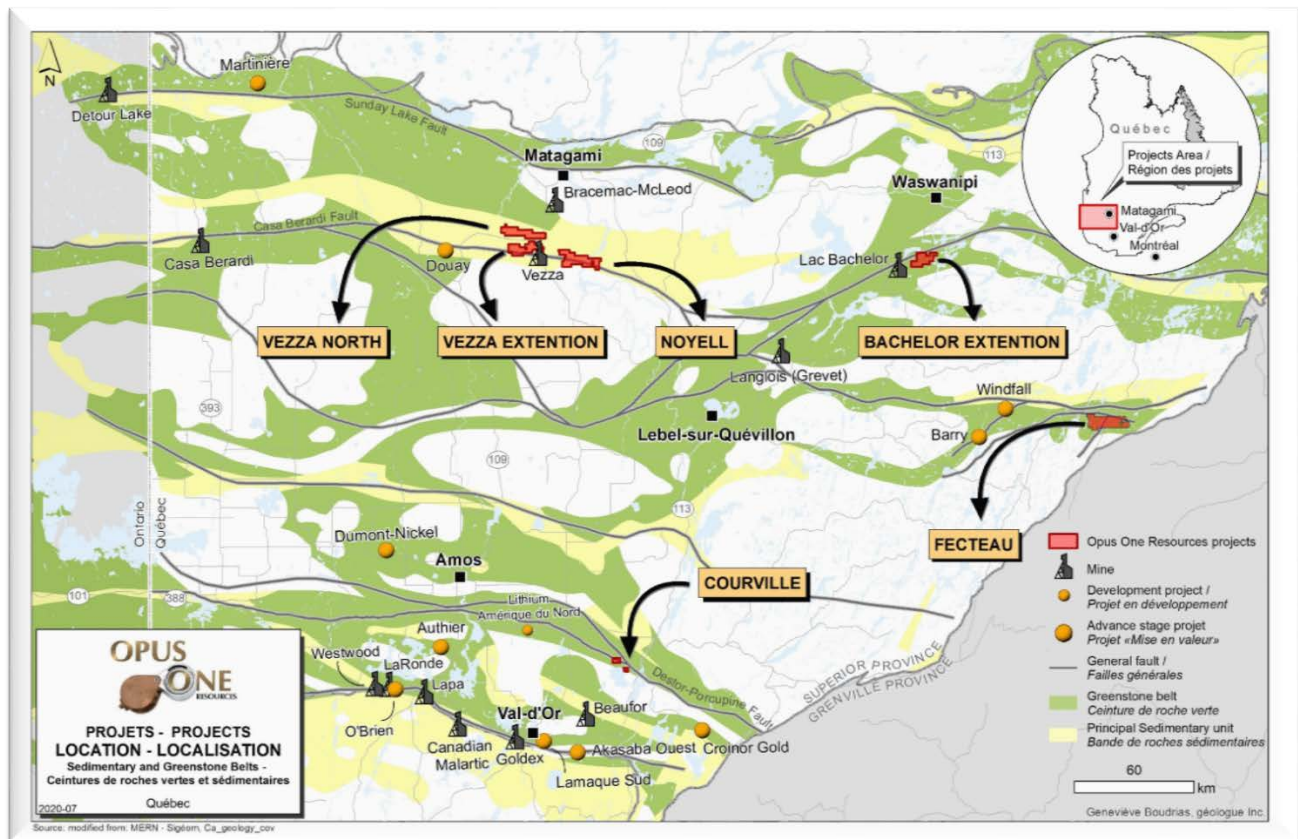 N
Martinière
Detour Lake
Sunday Lake Fault
109
113
Matagami
Bracemac-McLeod
Waswanipi
Québec
Projects Area /
Région des projets
Matagami
Val-d'Or
Montréal
Casa Berardi Fault
Casa Berardi
Douay
Vezza
Lac Bachelor
VEZZA NORTH
VEZZA EXTENTION
NOYELL
BACHELOR EXTENTION
Langlois (Grevet)
Windfall
393
Lebel-sur-Quévillon
Barry
109
113
Ontario
Québec
Dumont-Nickel
Amos
FECTEAU
COURVILLE
101
388
Lithium
Amérique du Nord
Authier
Westwood
LaRonde
Lapa
O'Brien
Canadian
Malartic
Val-d'Or
Goldex
Beaufor
Akasaba Ouest
Lamaque Sud
Croinor Gold
Destor-Porcupine Fault
SUPERIOR PROVINCE
GRENVILLE PROVINCE
Opus One Resources projects
Mine
Development project /
Projet en développement
Advance stage projet
Projet «Mise en valeur»
General fault /
Failles générales
Greenstone belt
Ceinture de roche verte
Principal Sedimentary unit
Bande de roches sédimentaires
60
km
Geneviève Boudrias, géologue Inc.
OPUS
ONE
RESOURCES
PROJETS - PROJECTS
LOCATION - LOCALISATION
Sedimentary and Greenstone Belts -
Ceintures de roches vertes et sédimentaires
Québec
2020-07
Source: modified from: MERN - Sigéom, Ca_geology_cov